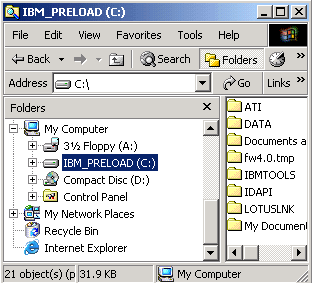 IBM_PRELOAD (C:)
File Edit View Favorites Tools Help
Back Search Folders
Address C:\ Go Links
Folders
My Computer
3½ Floppy (A:)
IBM_PRELOAD (C:)
Compact Disc (D:)
Control Panel
My Network Places
Recycle Bin
Internet Explorer
ATI
DATA
Documents a
fw4.0.tmp
IBMTOOLS
IDAPI
LOTUSLNK
My Document
21 object(s) (p 31.9 KB My Computer